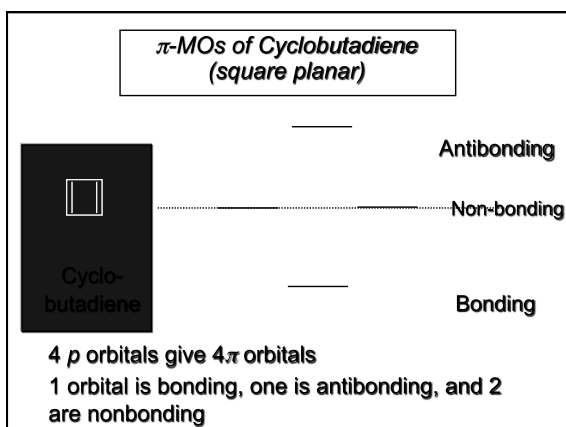 π-MOs of Cyclobutadiene
(square planar)
Antibonding
Non-bonding
Cyclo-
butadiene
Bonding
4 p orbitals give 4π orbitals
1 orbital is bonding, one is antibonding, and 2
are nonbonding